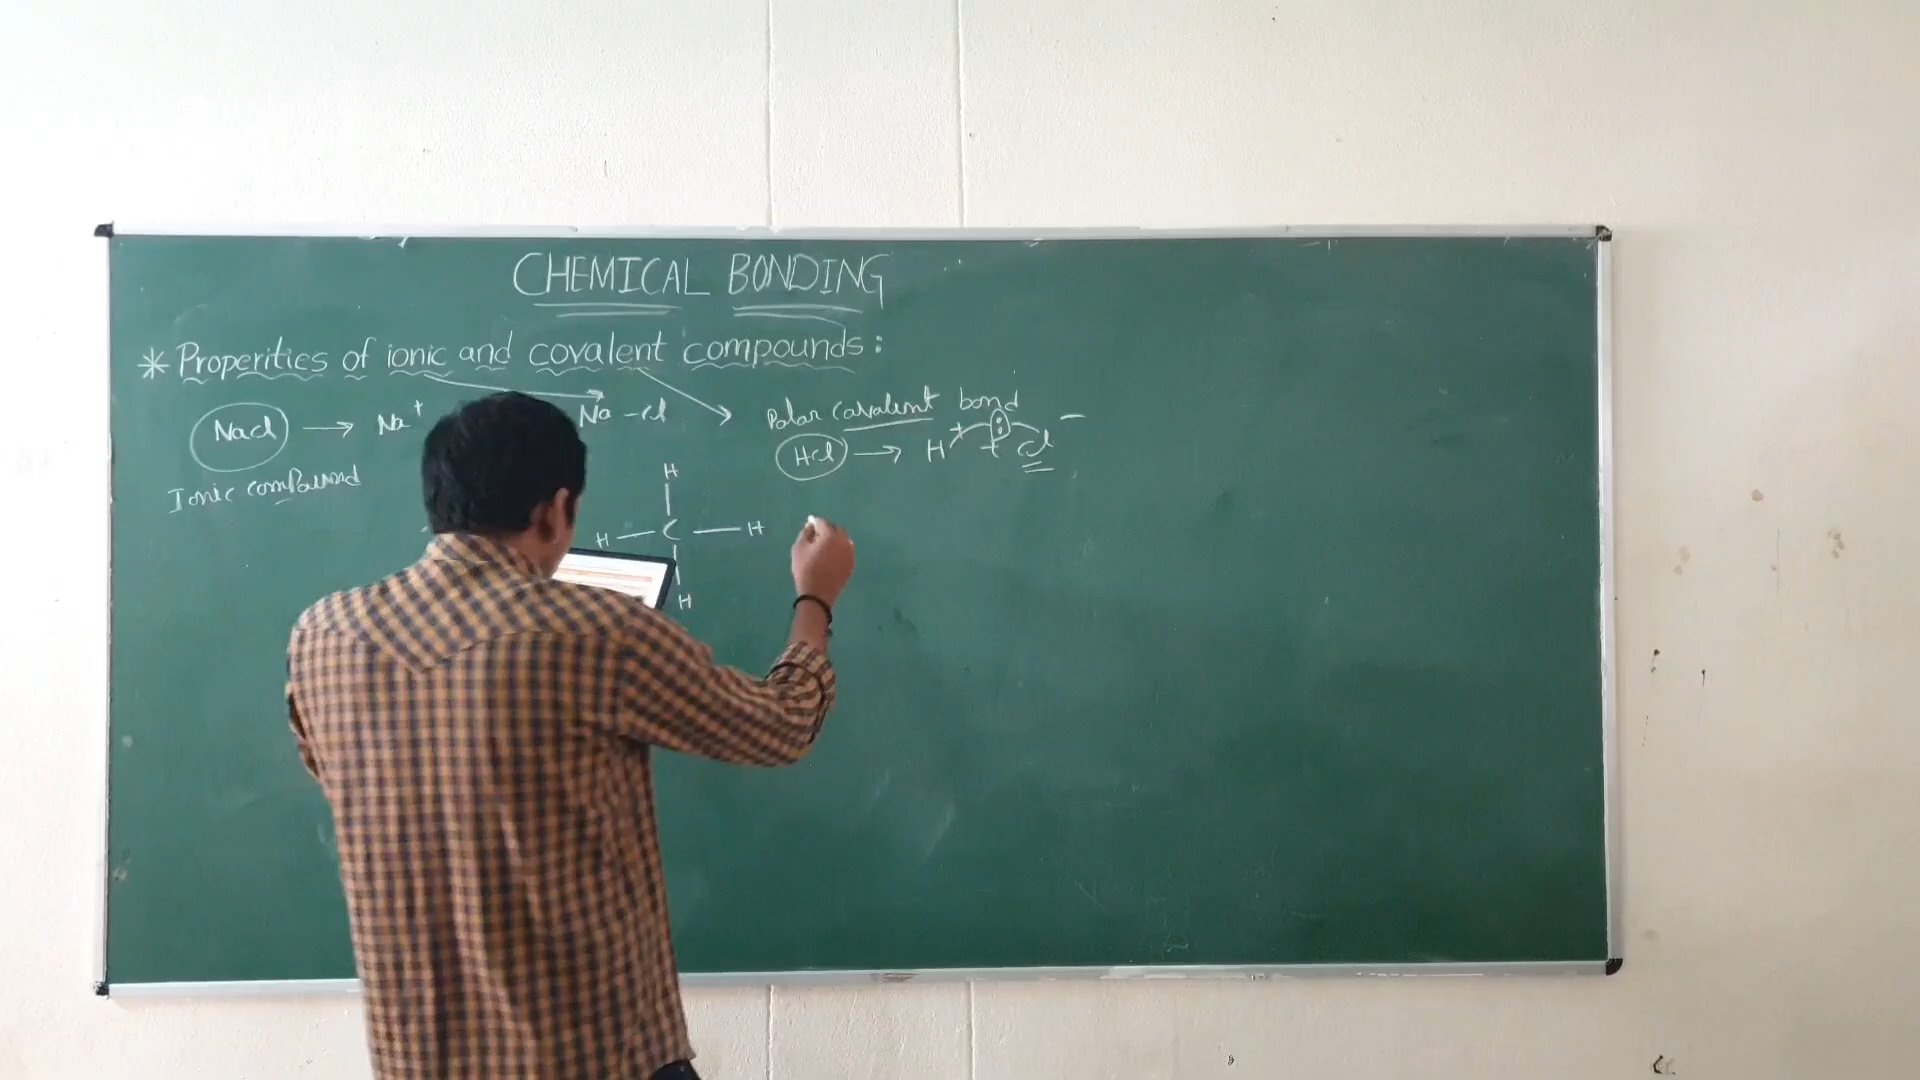 CHEMICAL BONDING
* Properities of ionic and covalent compounds:
NaCl → Na⁺
Na - Cl
Ionic compound
Polar covalent bond
HCl → H + : + Cl −
H
H — C — H
H